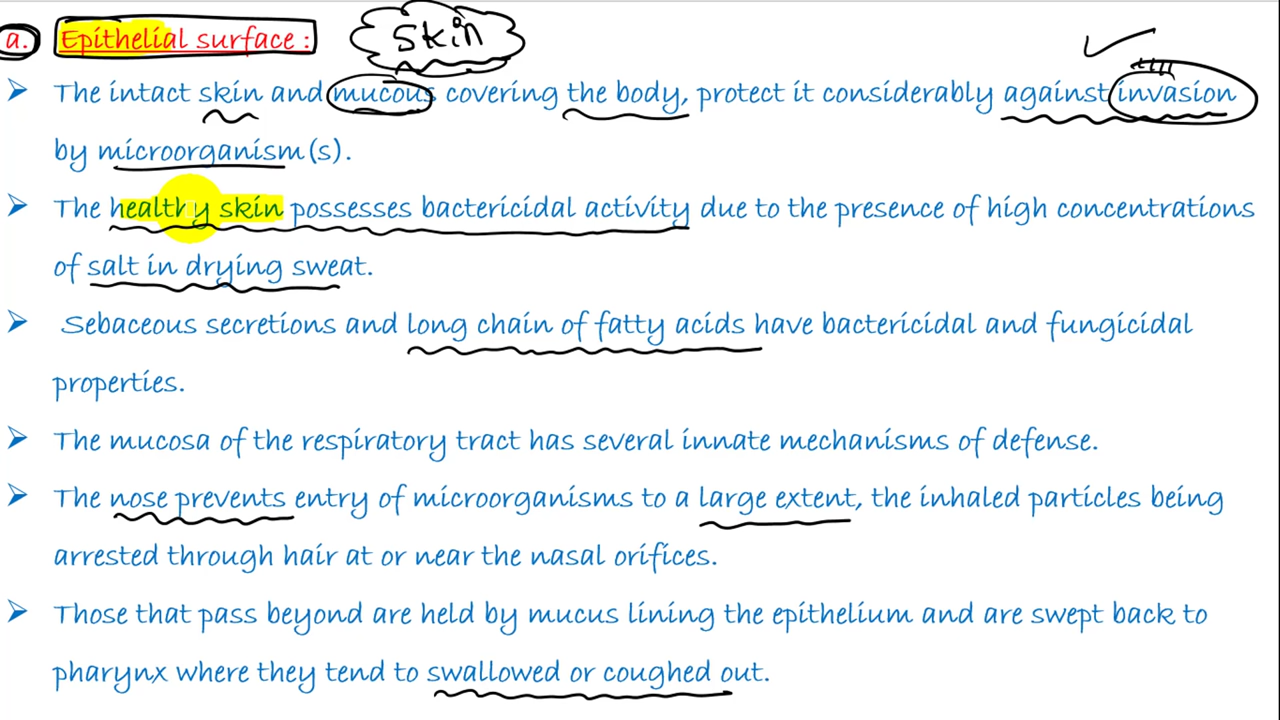 a. Epithelial surface : skin
➢ The intact skin and mucous covering the body, protect it considerably against invasion
by microorganism(s).
➢ The healthy skin possesses bactericidal activity due to the presence of high concentrations
of salt in drying sweat.
➢ Sebaceous secretions and long chain of fatty acids have bactericidal and fungicidal
properties.
➢ The mucosa of the respiratory tract has several innate mechanisms of defense.
➢ The nose prevents entry of microorganisms to a large extent, the inhaled particles being
arrested through hair at or near the nasal orifices.
➢ Those that pass beyond are held by mucus lining the epithelium and are swept back to
pharynx where they tend to swallowed or coughed out.